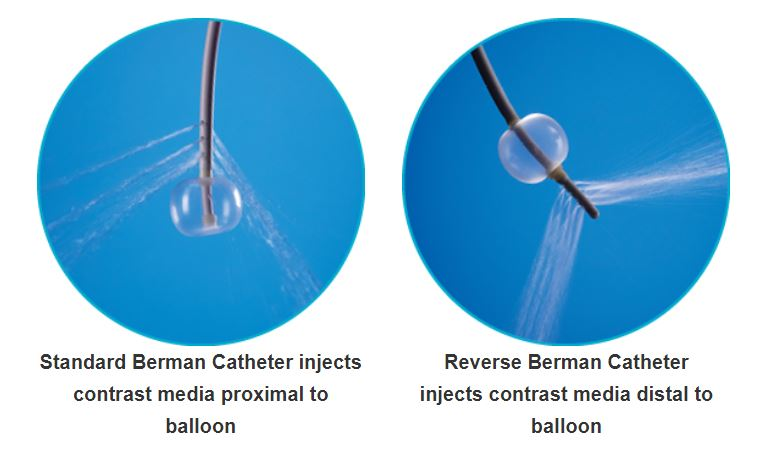 Standard Berman Catheter injects
contrast media proximal to
balloon
Reverse Berman Catheter
injects contrast media distal to
balloon